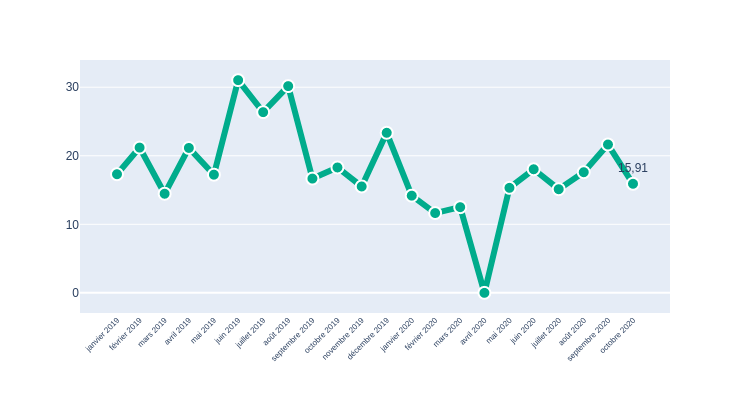 30
20
10
0
15,91
janvier 2019
février 2019
mars 2019
avril 2019
mai 2019
juin 2019
juillet 2019
août 2019
septembre 2019
octobre 2019
novembre 2019
décembre 2019
janvier 2020
février 2020
mars 2020
avril 2020
mai 2020
juin 2020
juillet 2020
août 2020
septembre 2020
octobre 2020